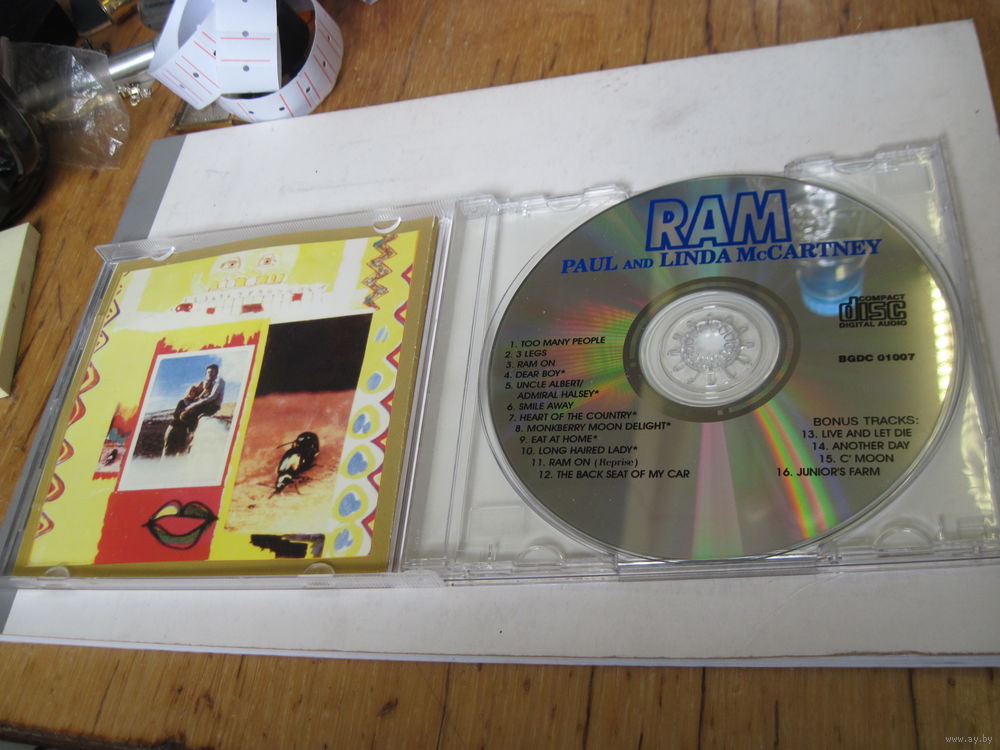 RAM
PAUL AND LINDA McCARTNEY
COMPACT
disc
DIGITAL AUDIO
BGDC 01007
1. TOO MANY PEOPLE
2. 3 LEGS
3. RAM ON
4. DEAR BOY*
5. UNCLE ALBERT/
ADMIRAL HALSEY*
6. SMILE AWAY
7. HEART OF THE COUNTRY*
8. MONKBERRY MOON DELIGHT*
9. EAT AT HOME*
10. LONG HAIRED LADY*
11. RAM ON (Reprise)
12. THE BACK SEAT OF MY CAR
BONUS TRACKS:
13. LIVE AND LET DIE
14. ANOTHER DAY
15. C' MOON
16. JUNIOR'S FARM
www.ay.by